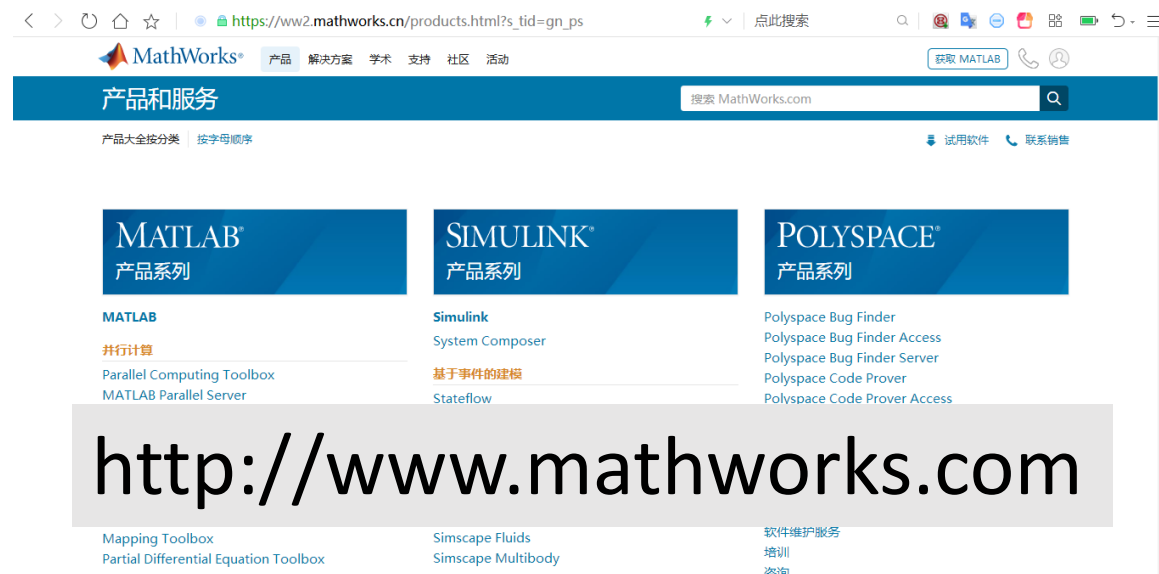 https://ww2.mathworks.cn/products.html?s_tid=gn_ps
点此搜索
MathWorks®
产品 解决方案 学术 支持 社区 活动
获取 MATLAB
产品和服务
搜索 MathWorks.com
产品大全按分类 按字母顺序
试用软件 联系销售
MATLAB®
产品系列
MATLAB
并行计算
Parallel Computing Toolbox
MATLAB Parallel Server
SIMULINK®
产品系列
Simulink
System Composer
基于事件的建模
Stateflow
POLYSPACE®
产品系列
Polyspace Bug Finder
Polyspace Bug Finder Access
Polyspace Bug Finder Server
Polyspace Code Prover
Polyspace Code Prover Access
http://www.mathworks.com
Mapping Toolbox
Partial Differential Equation Toolbox
Simscape Fluids
Simscape Multibody
软件维护服务
培训
咨询